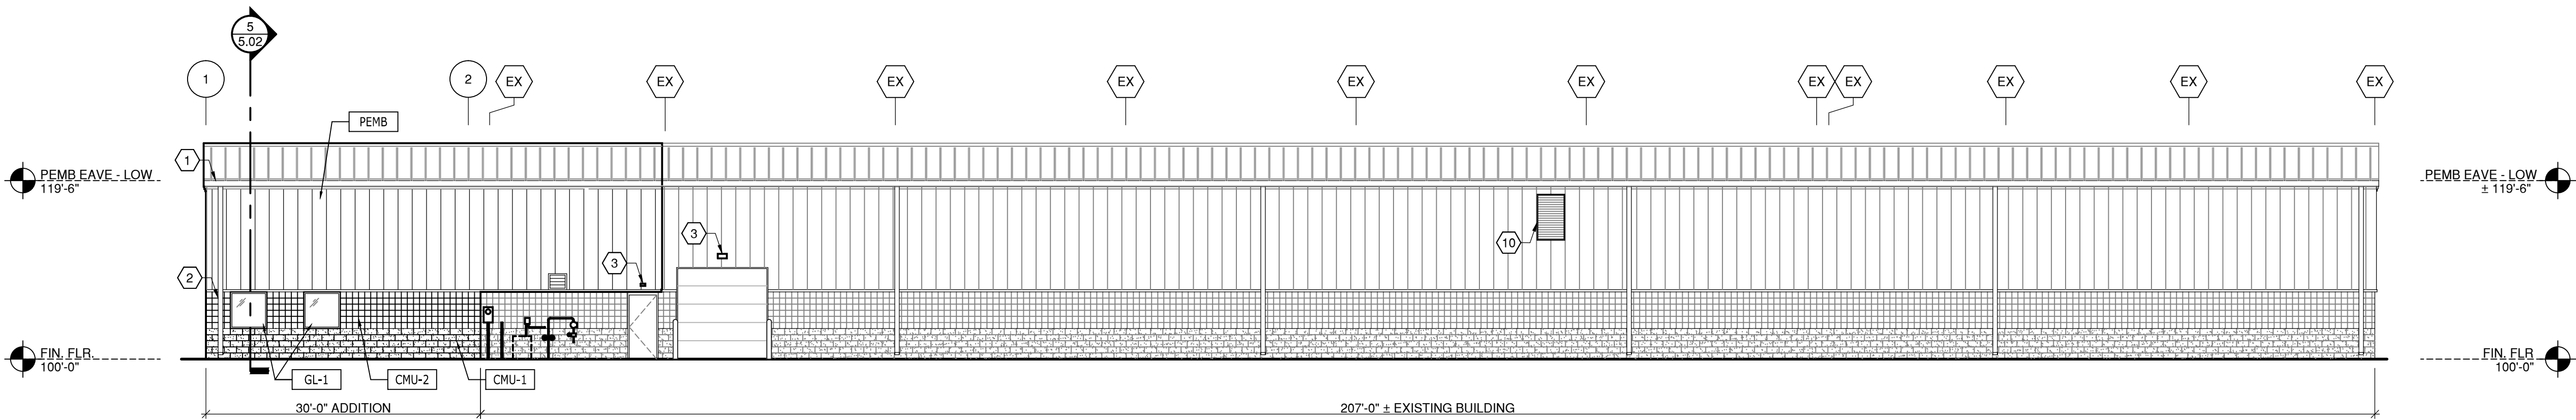 5
5.02
1
2
EX
EX
EX
EX
EX
EX
EX
EX
EX
EX
EX
PEMB
1
PEMB EAVE - LOW
119'-6"
PEMB EAVE - LOW
± 119'-6"
3
3
10
2
FIN. FLR.
100'-0"
FIN. FLR
100'-0"
GL-1
CMU-2
CMU-1
30'-0" ADDITION
207'-0" ± EXISTING BUILDING